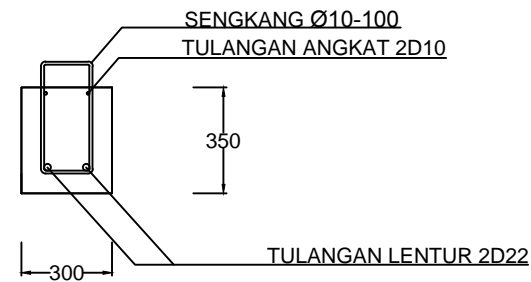 SENGKANG Ø10-100
TULANGAN ANGKAT 2D10
350
TULANGAN LENTUR 2D22
300